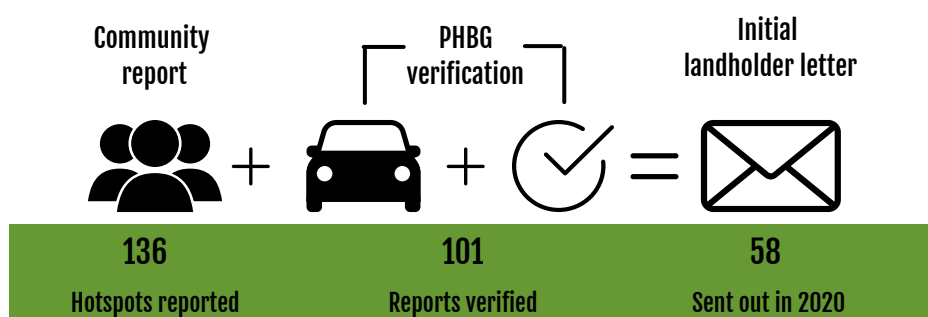 Community
report
PHBG
verification
Initial
landholder letter
+
+
=
136
101
58
Hotspots reported
Reports verified
Sent out in 2020